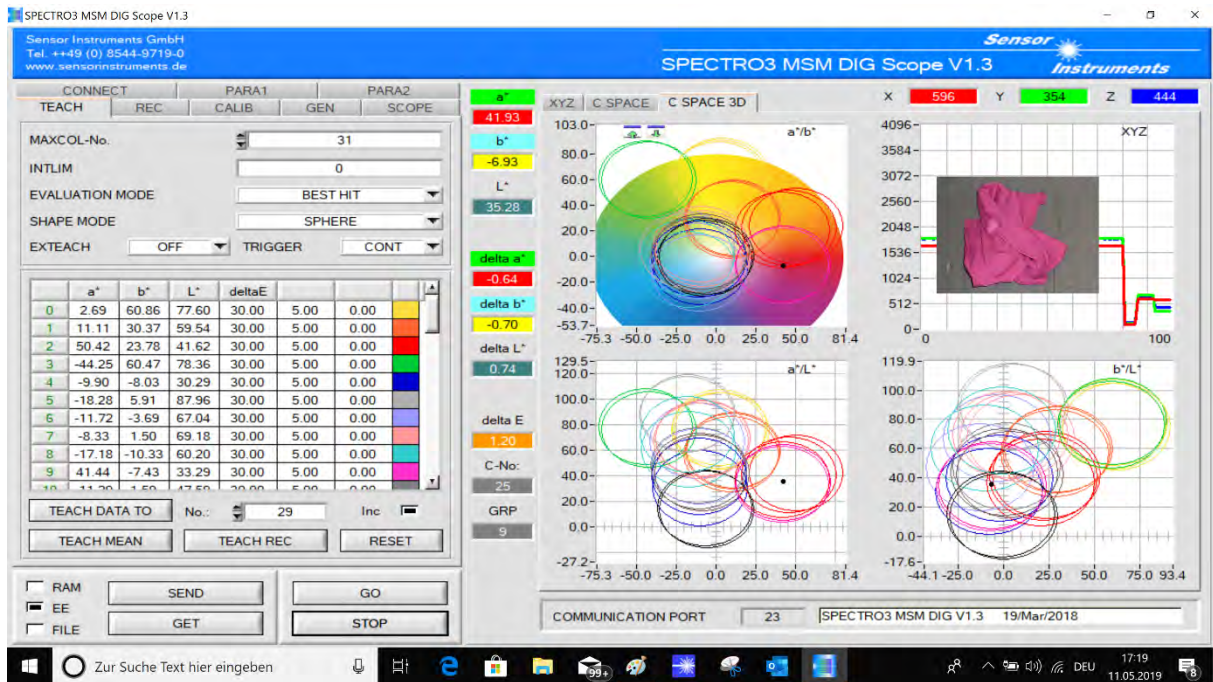 SPECTRO3 MSM DIG Scope V1.3
Sensor Instruments GmbH
Tel. ++49 (0) 8544-9719-0
www.sensorinstruments.de
Sensor
Instruments
SPECTRO3 MSM DIG Scope V1.3
CONNECT PARA1 PARA2
TEACH REC CALIB GEN SCOPE
MAXCOL-No. 31
INTLIM 0
EVALUATION MODE BEST HIT
SHAPE MODE SPHERE
EXTEACH OFF TRIGGER CONT
a* b* L* deltaE
0 2.69 60.86 77.60 30.00 5.00 0.00
1 11.11 30.37 59.54 30.00 5.00 0.00
2 50.42 23.78 41.62 30.00 5.00 0.00
3 -44.25 60.47 78.36 30.00 5.00 0.00
4 -9.90 -8.03 30.29 30.00 5.00 0.00
5 -18.28 5.91 87.96 30.00 5.00 0.00
6 -11.72 -3.69 67.04 30.00 5.00 0.00
7 -8.33 1.50 69.18 30.00 5.00 0.00
8 -17.18 -10.33 60.20 30.00 5.00 0.00
9 41.44 -7.43 33.29 30.00 5.00 0.00
TEACH DATA TO No.: 29 Inc
TEACH MEAN TEACH REC RESET
RAM
EE
FILE
SEND GO
GET STOP
a*
41.93
b*
-6.93
L*
35.28
delta a*
-0.64
delta b*
-0.70
delta L*
0.74
delta E
1.20
C-No:
25
GRP
9
XYZ C SPACE C SPACE 3D
X 596 Y 354 Z 444
a*/b*
103.0
80.0
60.0
40.0
20.0
0.0
-20.0
-40.0
-53.7
-75.3 -50.0 -25.0 0.0 25.0 50.0 81.4
XYZ
4096
3584
3072
2560
2048
1536
1024
512
0
0 100
a*/L*
129.5
120.0
100.0
80.0
60.0
40.0
20.0
0.0
-27.2
-75.3 -50.0 -25.0 0.0 25.0 50.0 81.4
b*/L*
119.9
100.0
80.0
60.0
40.0
20.0
0.0
-17.6
-44.1 -25.0 0.0 25.0 50.0 75.0 93.4
COMMUNICATION PORT 23 SPECTRO3 MSM DIG V1.3 19/Mar/2018
Zur Suche Text hier eingeben
99+
DEU
17:19
11.05.2019
8